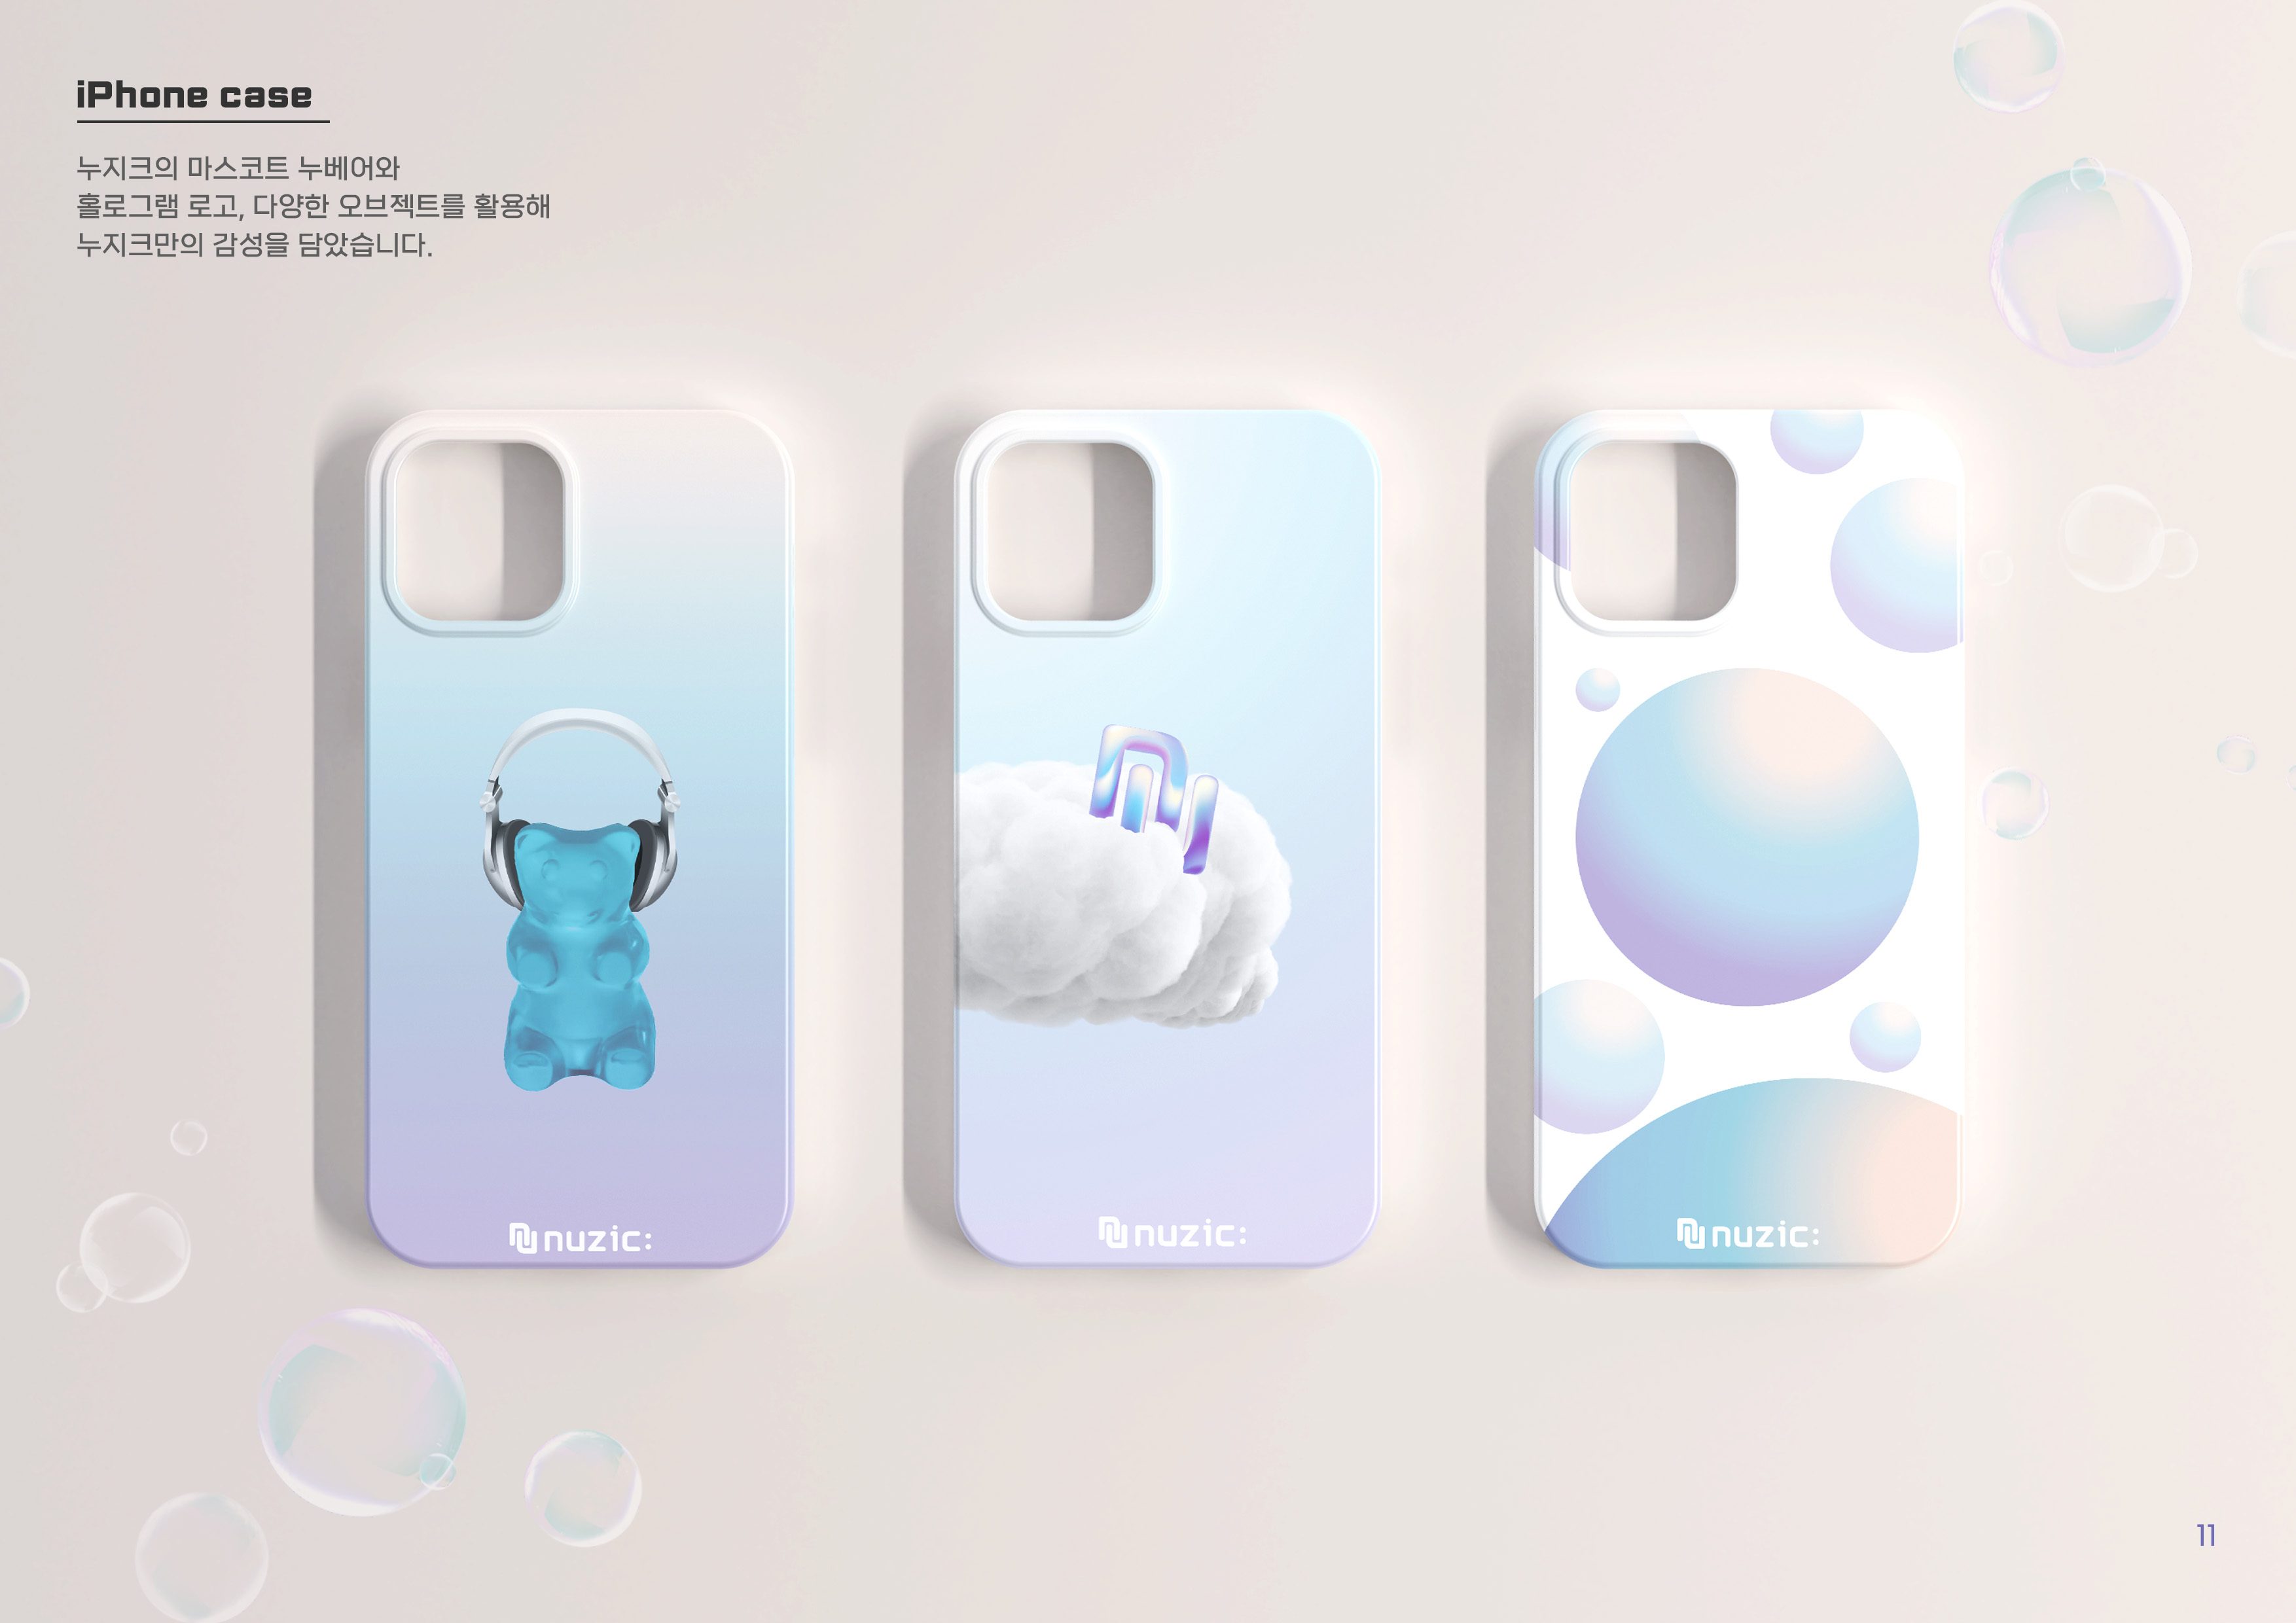 iPhone case
누지크의 마스코트 누베어와
홀로그램 로고, 다양한 오브젝트를 활용해
누지크만의 감성을 담았습니다.
nuzic:
nuzic:
nuzic:
11